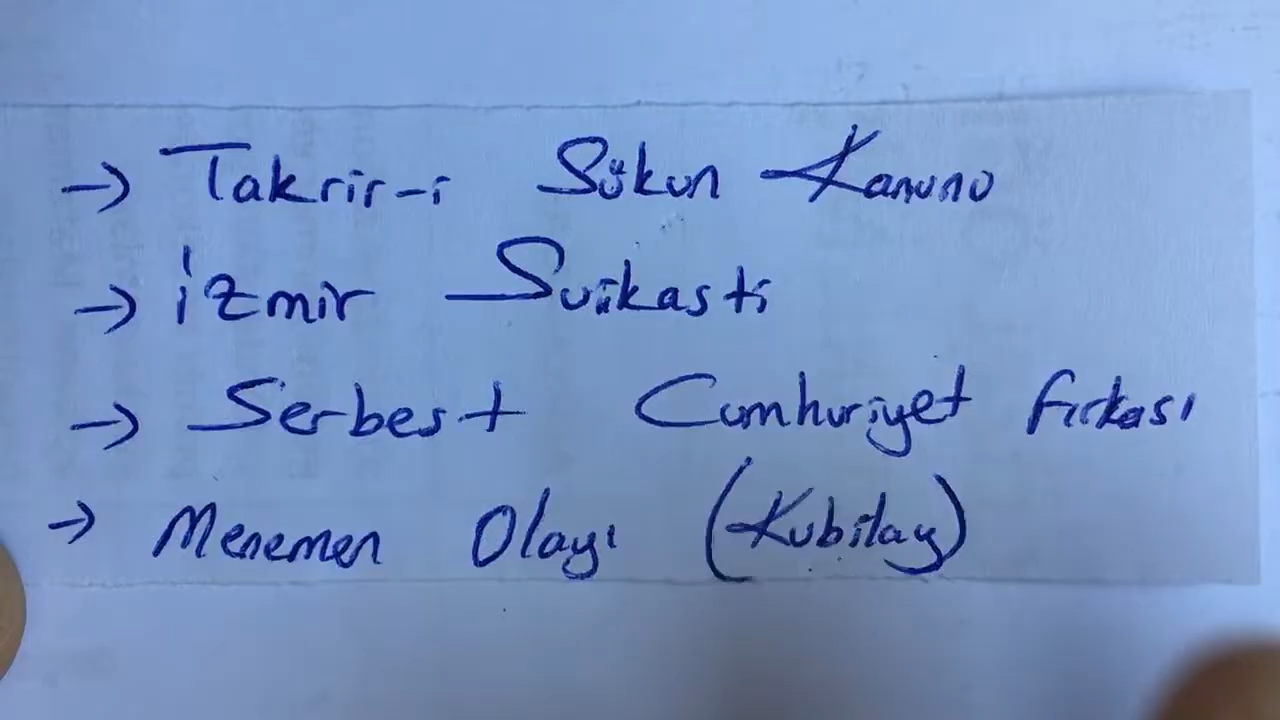 → Takrir-i Sükun Kanunu
→ İzmir Suikasti
→ Serbest Cumhuriyet fırkası
→ Menemen Olayı (Kubilay)